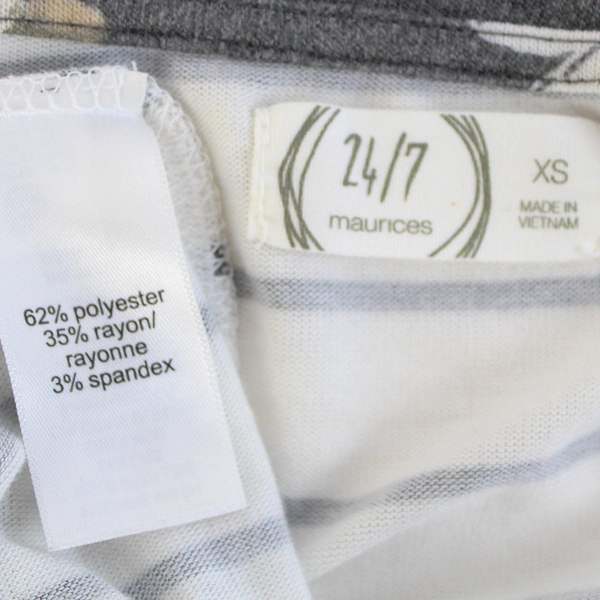 62% polyester
35% rayon/
rayonne
3% spandex
24/7
maurices
XS
MADE IN
VIETNAM